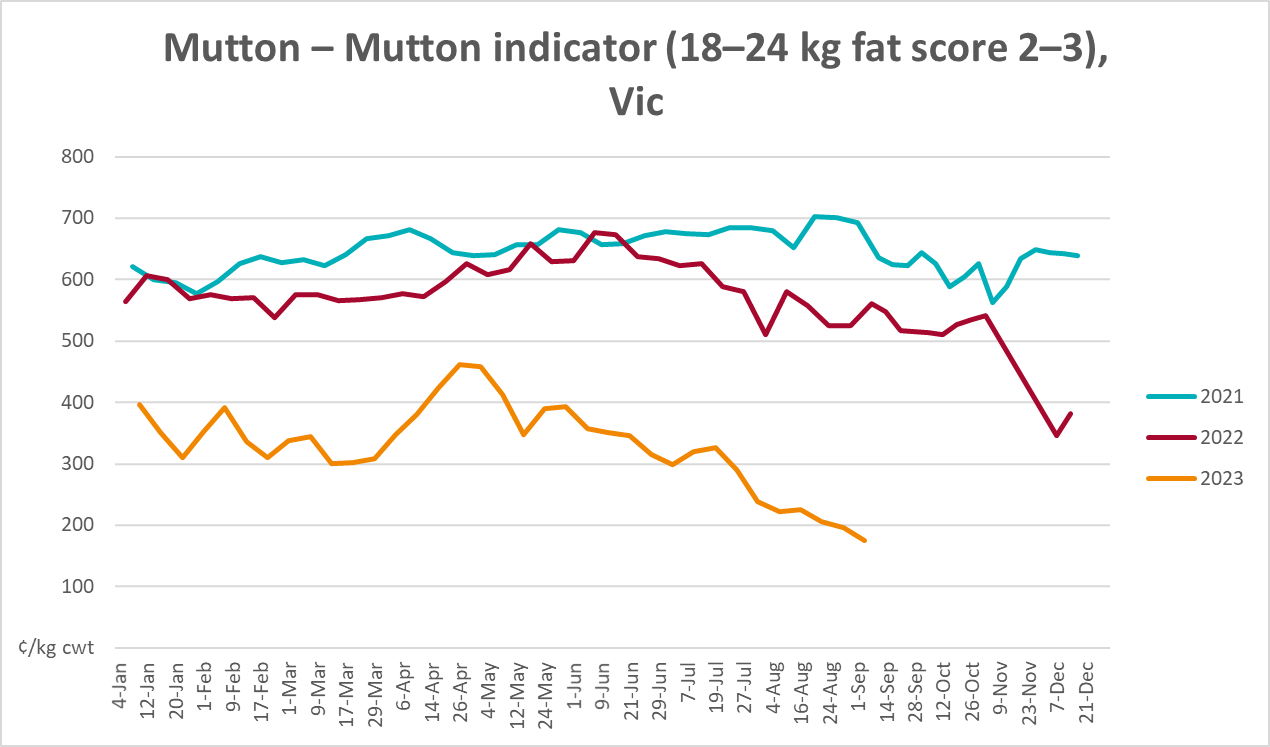 Mutton – Mutton indicator (18–24 kg fat score 2–3),
Vic
800
700
600
500
400
300
200
100
¢/kg cwt
4-Jan
12-Jan
20-Jan
1-Feb
9-Feb
17-Feb
1-Mar
9-Mar
17-Mar
29-Mar
6-Apr
14-Apr
26-Apr
4-May
12-May
24-May
1-Jun
9-Jun
21-Jun
29-Jun
7-Jul
19-Jul
27-Jul
4-Aug
16-Aug
24-Aug
1-Sep
14-Sep
28-Sep
12-Oct
26-Oct
9-Nov
23-Nov
7-Dec
21-Dec
2021
2022
2023